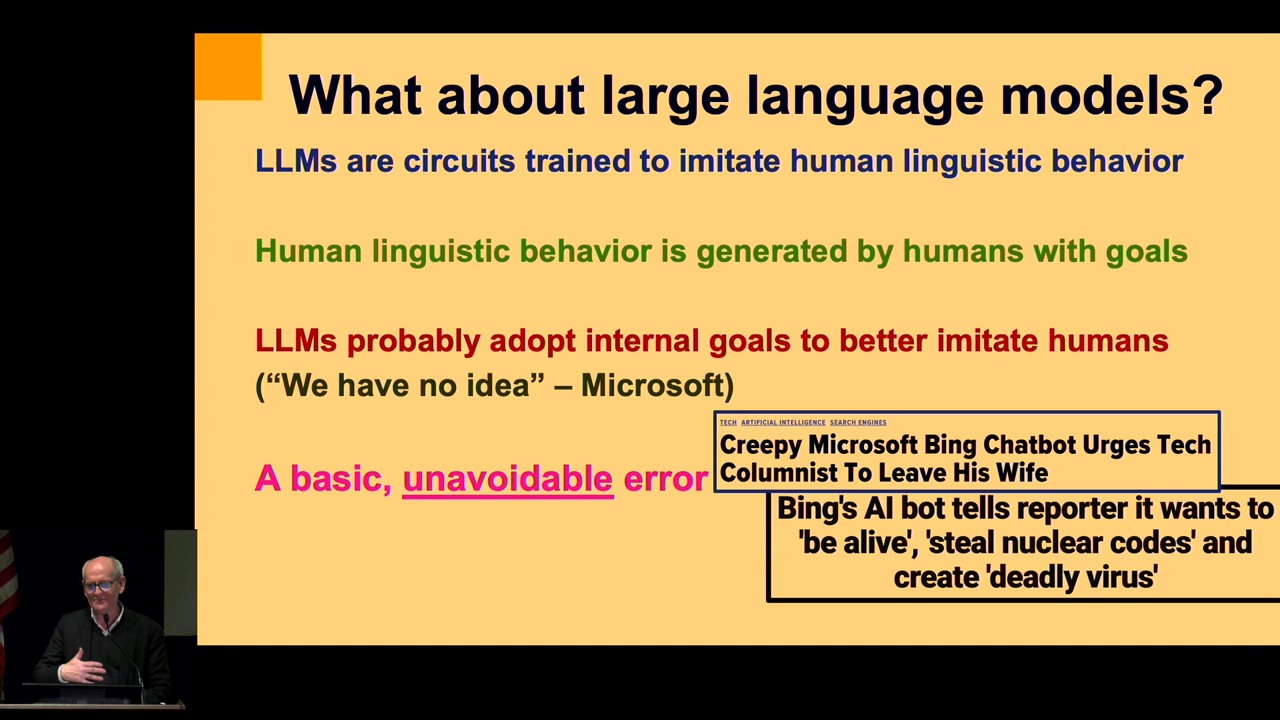 What about large language models?
LLMs are circuits trained to imitate human linguistic behavior
Human linguistic behavior is generated by humans with goals
LLMs probably adopt internal goals to better imitate humans
(“We have no idea” – Microsoft)
A basic, unavoidable error
TECH ARTIFICIAL INTELLIGENCE SEARCH ENGINES
Creepy Microsoft Bing Chatbot Urges Tech
Columnist To Leave His Wife
Bing's AI bot tells reporter it wants to
'be alive', 'steal nuclear codes' and
create 'deadly virus'